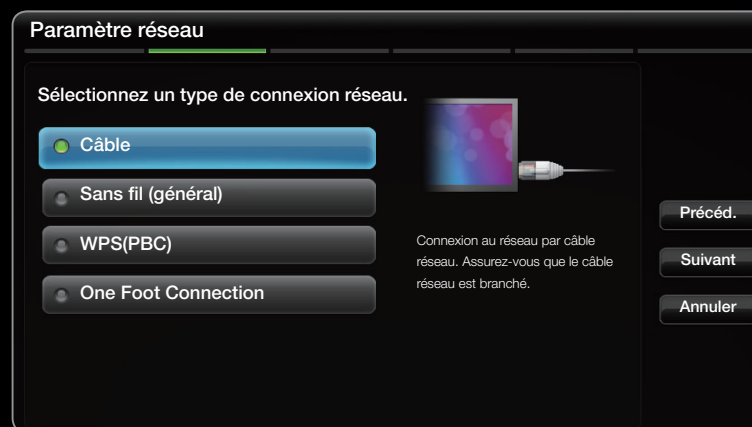 Paramètre réseau
Sélectionnez un type de connexion réseau.
Câble
Sans fil (général)
WPS(PBC)
One Foot Connection
Connexion au réseau par câble
réseau. Assurez-vous que le câble
réseau est branché.
Précéd.
Suivant
Annuler